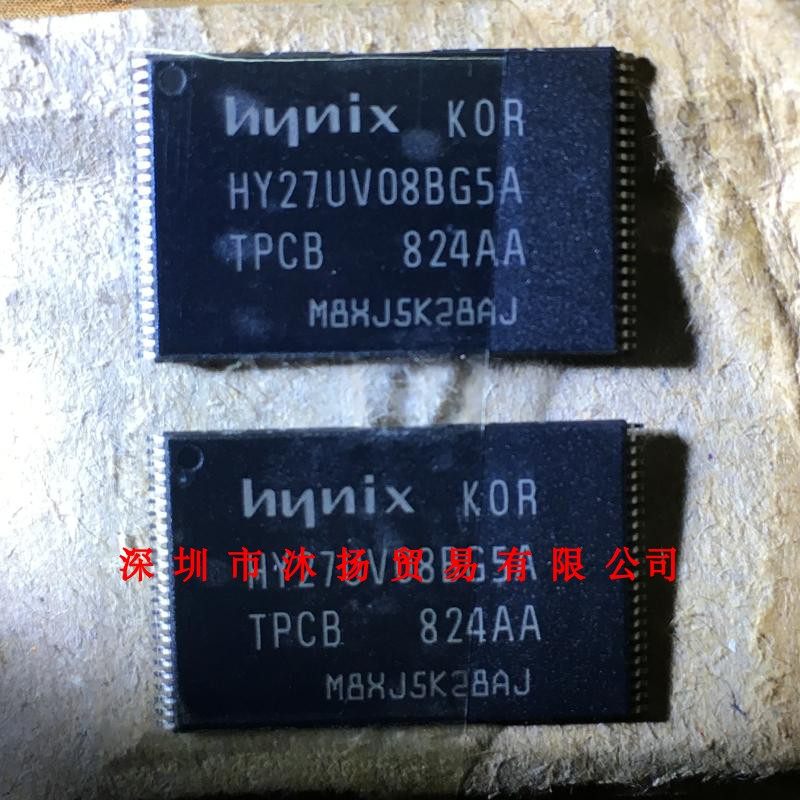 hynix KOR
HY27UV08BG5A
TPCB 824AA
M8XJ5K28AJ
hynix KOR
HY27UV08BG5A
深圳市沐扬贸易有限公司
TPCB 824AA
M8XJ5K28AJ